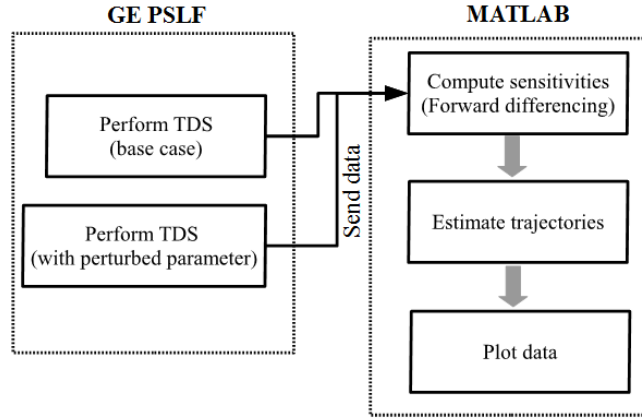 GE PSLF
MATLAB
Perform TDS
(base case)
Perform TDS
(with perturbed parameter)
Send data
Compute sensitivities
(Forward differencing)
Estimate trajectories
Plot data